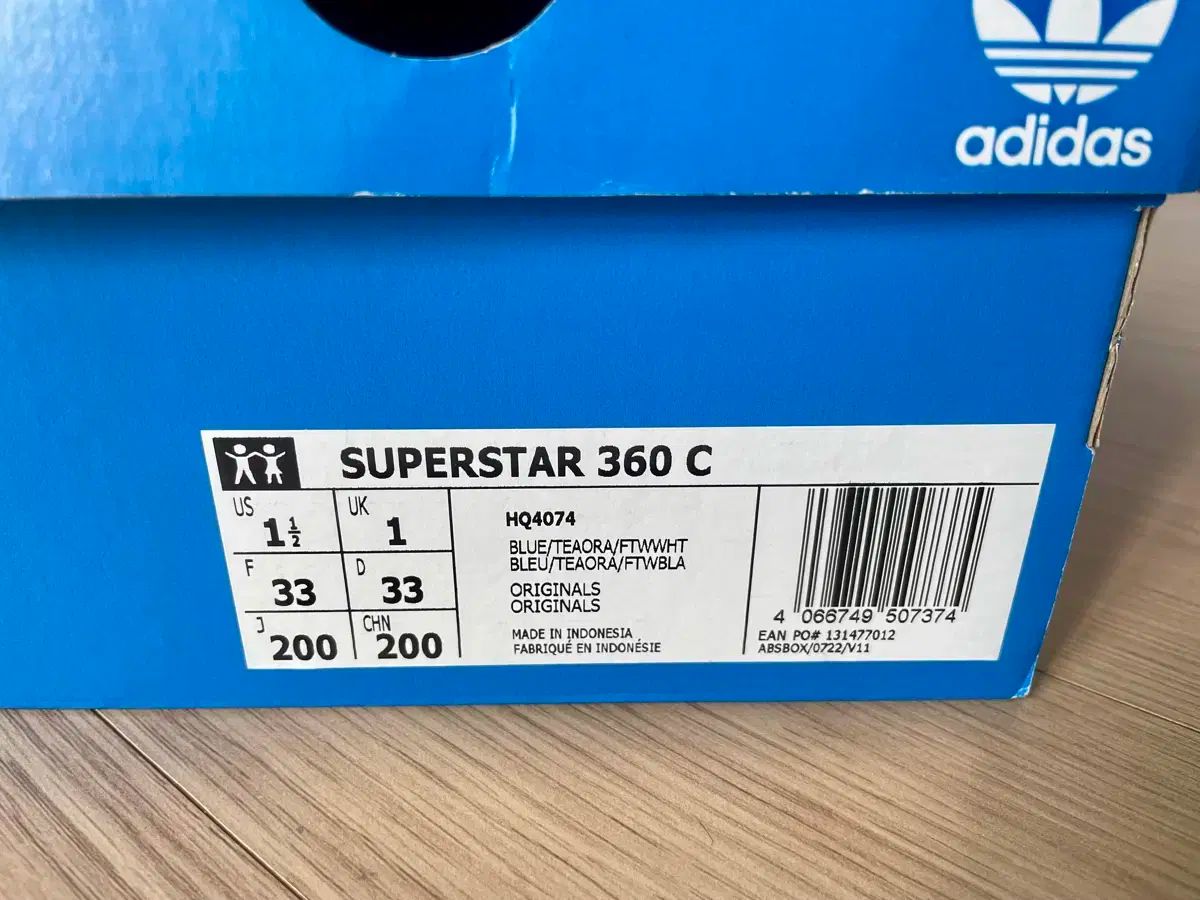 adidas
SUPERSTAR 360 C
US 1½ UK 1
F 33 D 33
J 200 CHN 200
HQ4074
BLUE/TEAORA/FTWWHT
BLEU/TEAORA/FTWBLA
ORIGINALS
ORIGINALS
MADE IN INDONESIA
FABRIQUÉ EN INDONÉSIE
4 066749 507374
EAN PO# 131477012
ABSBOX/0722/V11